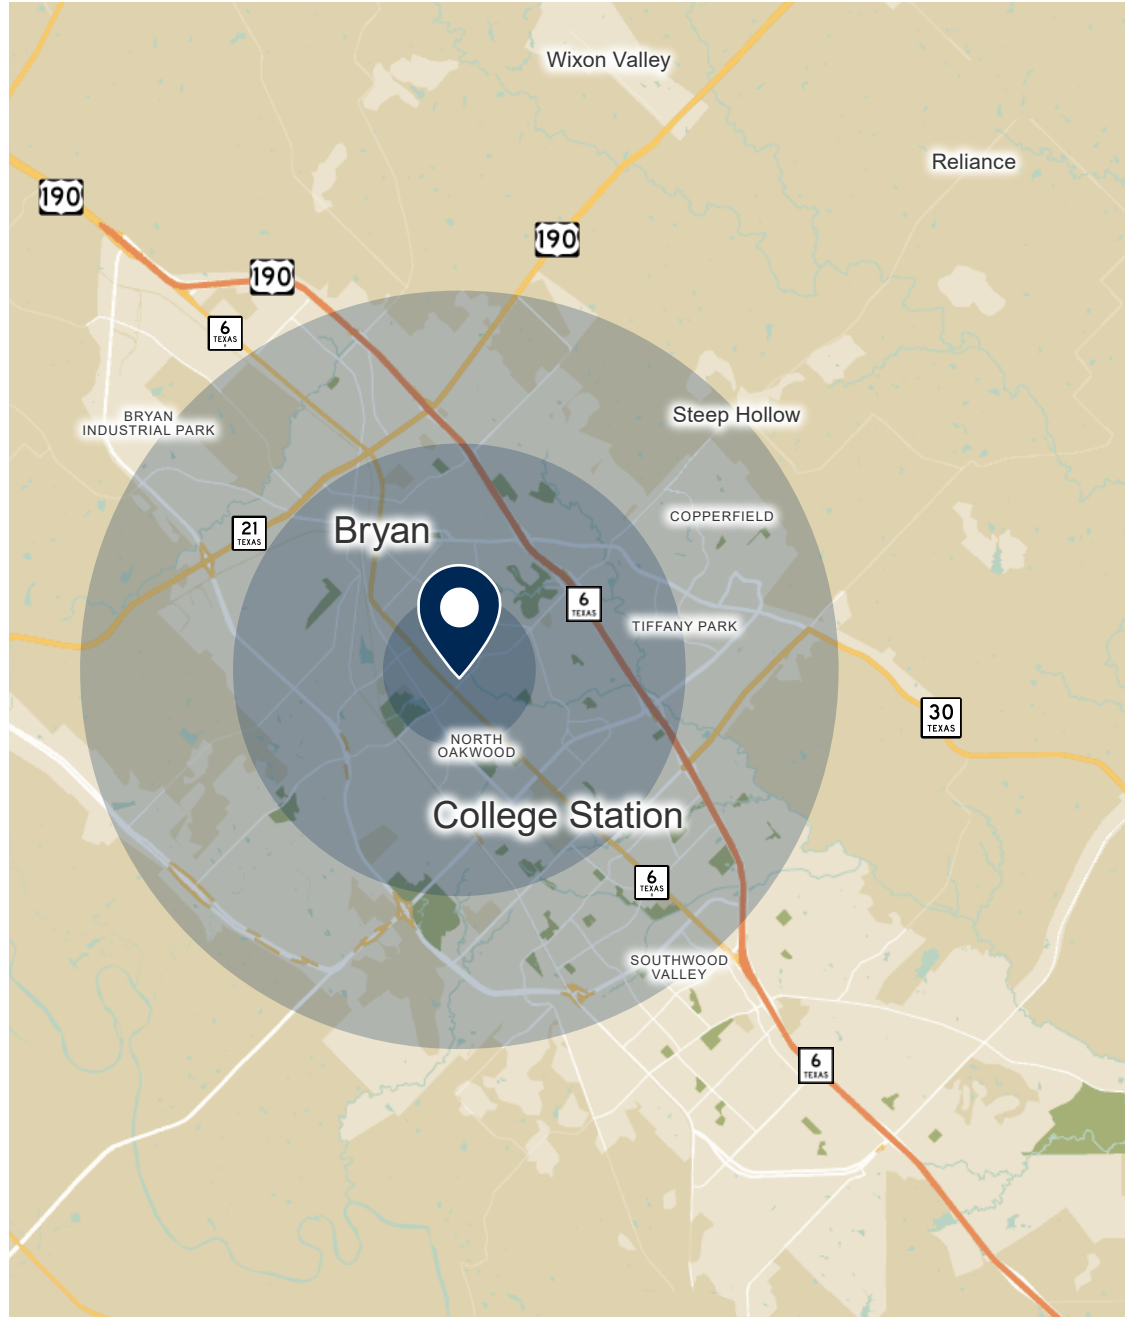 Wixon Valley
Reliance
190
190
190
6
TEXAS
BRYAN
INDUSTRIAL PARK
Steep Hollow
21
TEXAS
Bryan
COPPERFIELD
6
TEXAS
TIFFANY PARK
NORTH
OAKWOOD
30
TEXAS
College Station
6
TEXAS
SOUTHWOOD
VALLEY
6
TEXAS